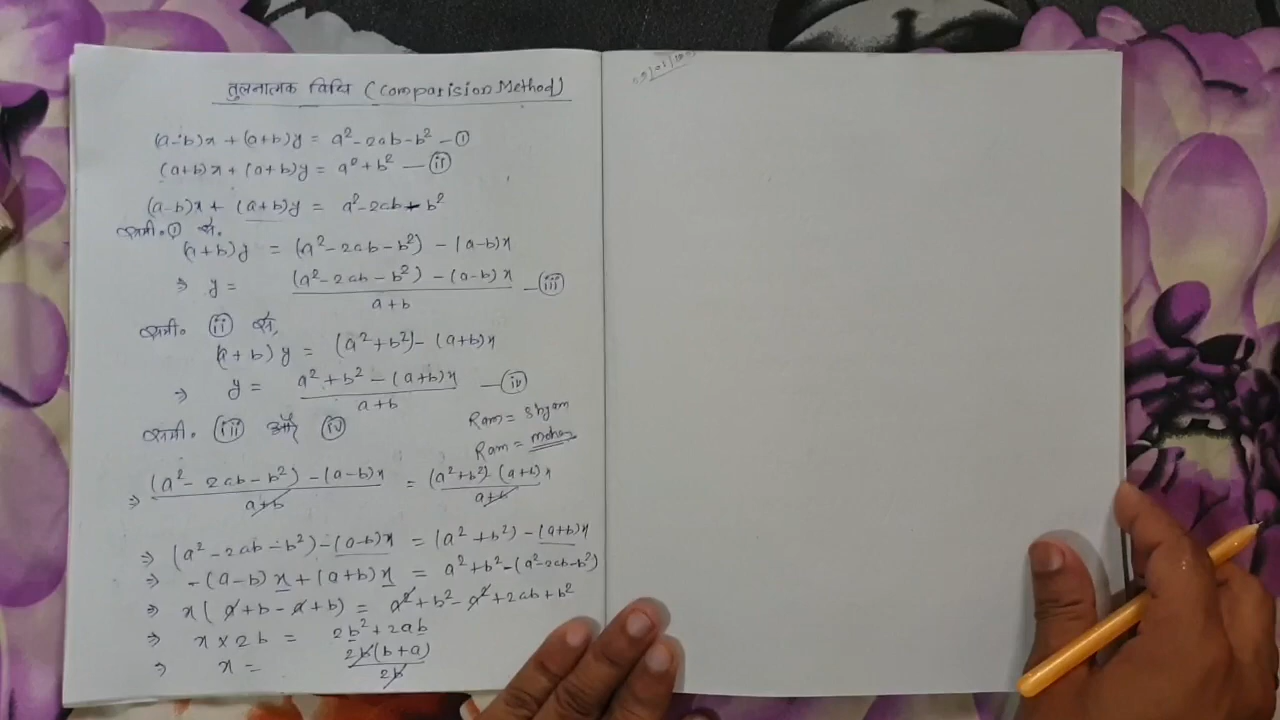 तुलनात्मक विधि (Comparision Method)
(a-b)x + (a+b)y = a² - 2ab - b² — ⓘ
(a+b)x + (a+b)y = a² + b² — ⓘⓘ
(a-b)x + (a+b)y = a² - 2ab - b²
समी॰ ⓘ से,
(a+b)y = (a² - 2ab - b²) - (a-b)x
⇒ y = (a² - 2ab - b²) - (a-b)x — ⓘⓘⓘ
a+b
समी॰ ⓘⓘ से,
(a+b)y = (a² + b²) - (a+b)x
⇒ y = a² + b² - (a+b)x — ⓘⓥ
a+b
Ram = Shyam
समी॰ ⓘⓘⓘ और ⓘⓥ
Ram = mohan
⇒ (a² - 2ab - b²) - (a-b)x = (a² + b²) - (a+b)x
a+b a+b
⇒ (a² - 2ab - b²) - (a-b)x = (a² + b²) - (a+b)x
⇒ -(a-b)x + (a+b)x = a² + b² - (a² - 2ab - b²)
⇒ x(a + b - a + b) = a² + b² - a² + 2ab + b²
⇒ x × 2b = 2b² + 2ab
⇒ x = 2b(b+a)
2b